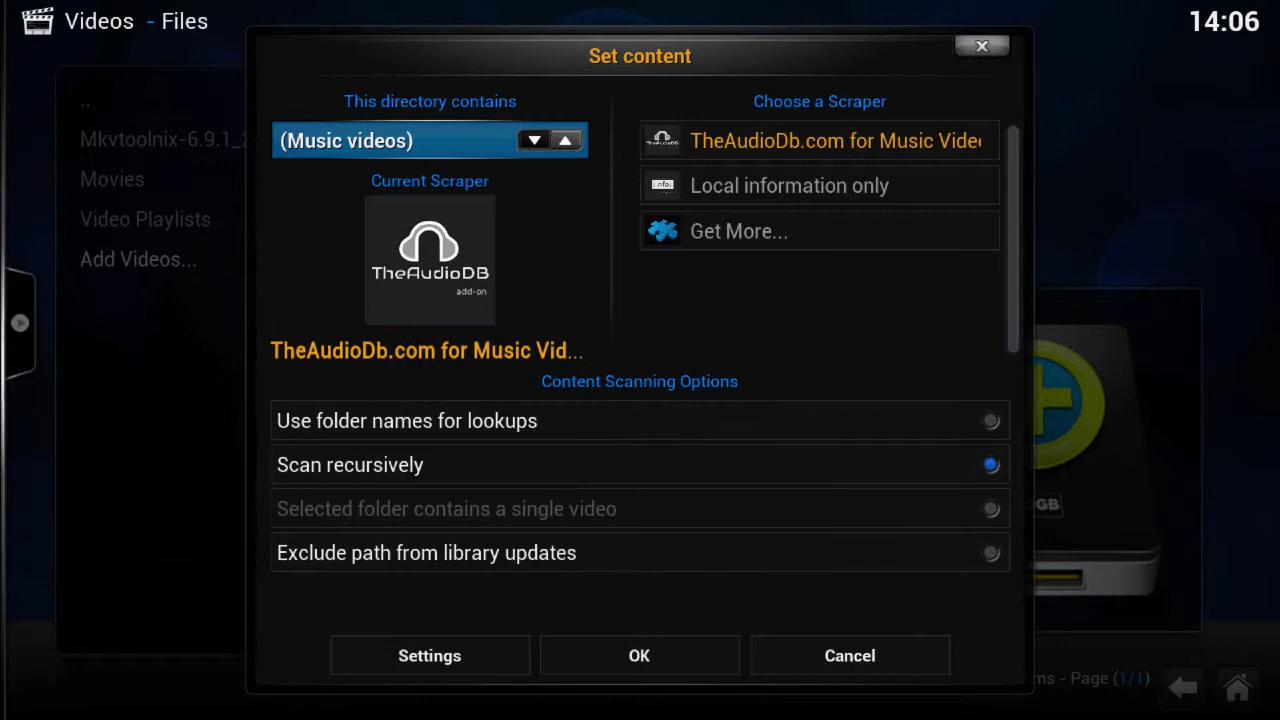 Videos - Files
14:06
Set content
This directory contains
Choose a Scraper
..
(Music videos)
TheAudioDb.com for Music Vide
Mkvtoolnix-6.9.1_
Current Scraper
Movies
Local information only
Video Playlists
Get More...
Add Videos...
TheAudioDB
add-on
TheAudioDb.com for Music Vid...
Content Scanning Options
Use folder names for lookups
Scan recursively
Selected folder contains a single video
GB
Exclude path from library updates
Settings
OK
Cancel
ms - Page (1/1)